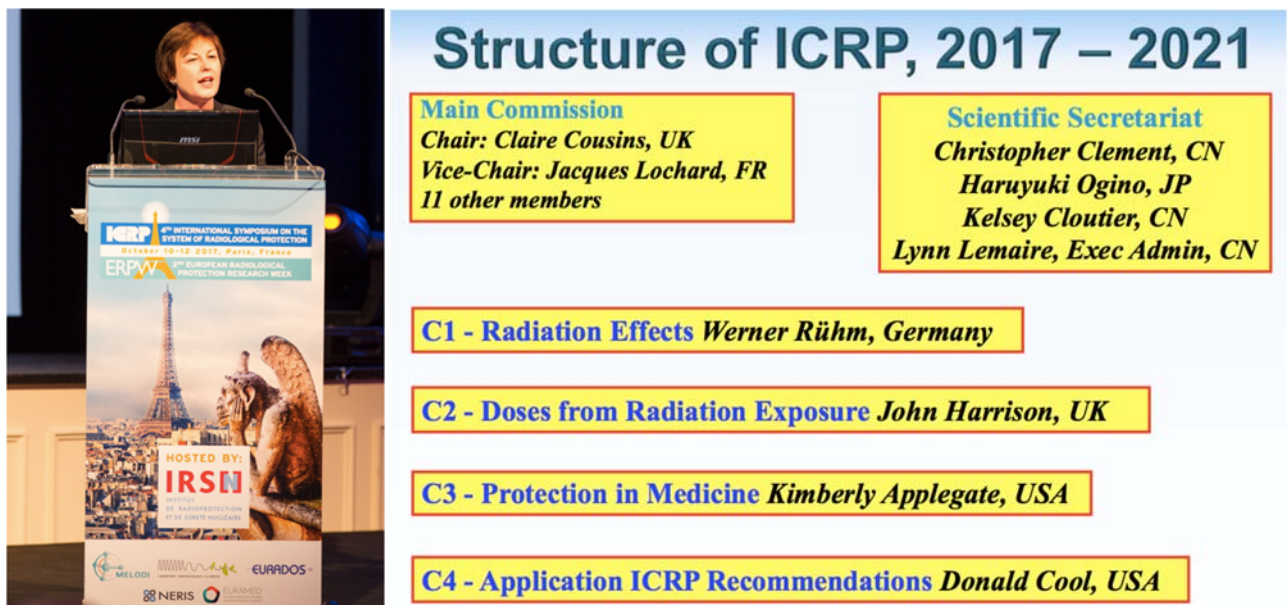 msi
ICRP
4TH INTERNATIONAL SYMPOSIUM ON THE
SYSTEM OF RADIOLOGICAL PROTECTION
October 10-12 2017, Paris, France
ERPW
2ND EUROPEAN RADIOLOGICAL
PROTECTION RESEARCH WEEK
HOSTED BY:
IRSN
INSTITUT
DE RADIOPROTECTION
ET DE SÛRETÉ NUCLÉAIRE
MELODI
EURADOS
NERIS
EURAMED
Structure of ICRP, 2017 – 2021
Main Commission
Chair: Claire Cousins, UK
Vice-Chair: Jacques Lochard, FR
11 other members
Scientific Secretariat
Christopher Clement, CN
Haruyuki Ogino, JP
Kelsey Cloutier, CN
Lynn Lemaire, Exec Admin, CN
C1 - Radiation Effects Werner Rühm, Germany
C2 - Doses from Radiation Exposure John Harrison, UK
C3 - Protection in Medicine Kimberly Applegate, USA
C4 - Application ICRP Recommendations Donald Cool, USA